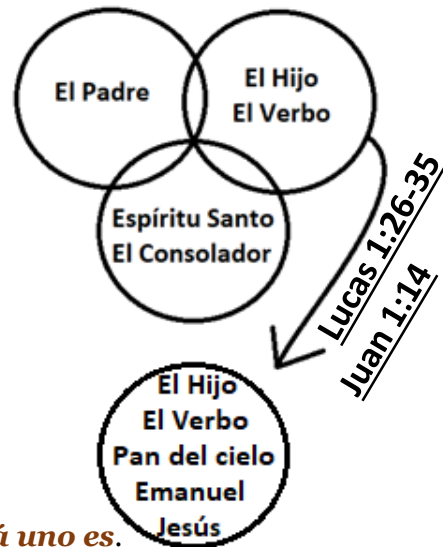 El Padre
El Hijo
El Verbo
Espíritu Santo
El Consolador
Lucas 1:26-35
Juan 1:14
El Hijo
El Verbo
Pan del cielo
Emanuel
Jesús
uno es.